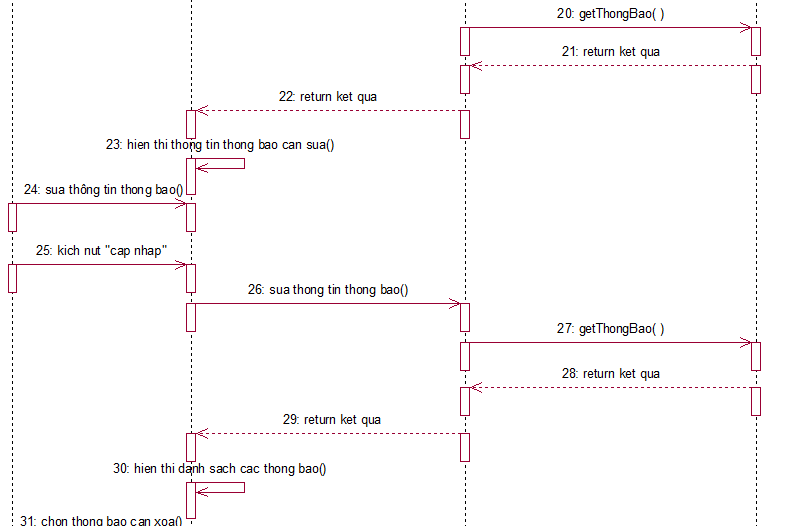 20: getThongBao( )
21: return ket qua
22: return ket qua
23: hien thi thong tin thong bao can sua()
24: sua thông tin thong bao()
25: kich nut "cap nhap"
26: sua thong tin thong bao()
27: getThongBao( )
28: return ket qua
29: return ket qua
30: hien thi danh sach cac thong bao()
31: chon thong bao can xoa()